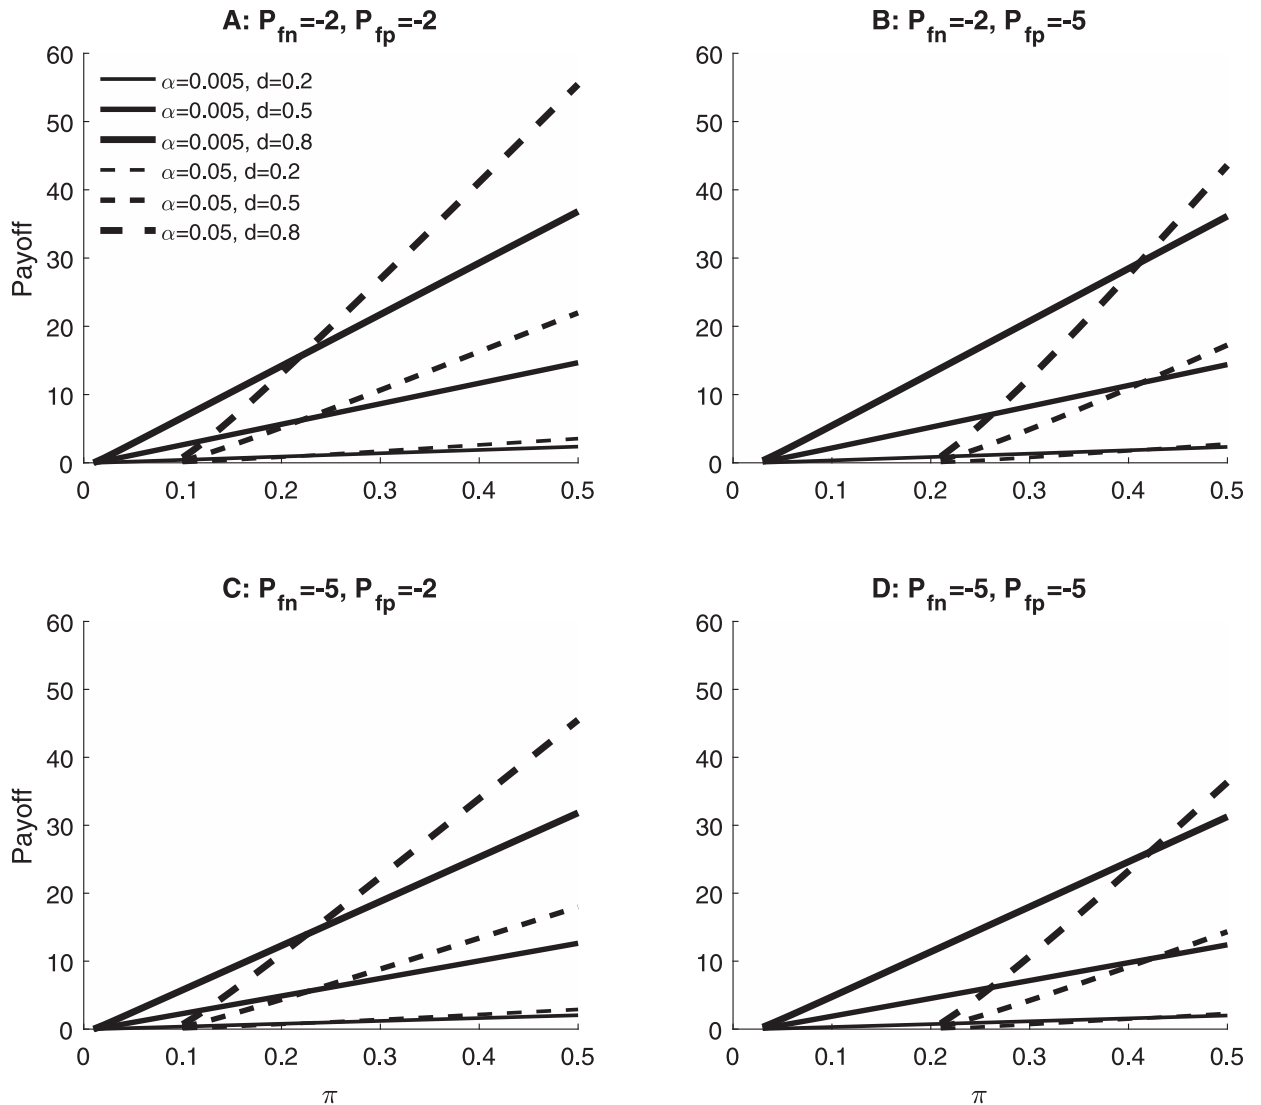 A: P_fn=-2, P_fp=-2
60
50
40
30
20
10
0
Payoff
α=0.005, d=0.2
α=0.005, d=0.5
α=0.005, d=0.8
α=0.05, d=0.2
α=0.05, d=0.5
α=0.05, d=0.8
0 0.1 0.2 0.3 0.4 0.5
B: P_fn=-2, P_fp=-5
60
50
40
30
20
10
0
0 0.1 0.2 0.3 0.4 0.5
C: P_fn=-5, P_fp=-2
60
50
40
30
20
10
0
Payoff
0 0.1 0.2 0.3 0.4 0.5
π
D: P_fn=-5, P_fp=-5
60
50
40
30
20
10
0
0 0.1 0.2 0.3 0.4 0.5
π